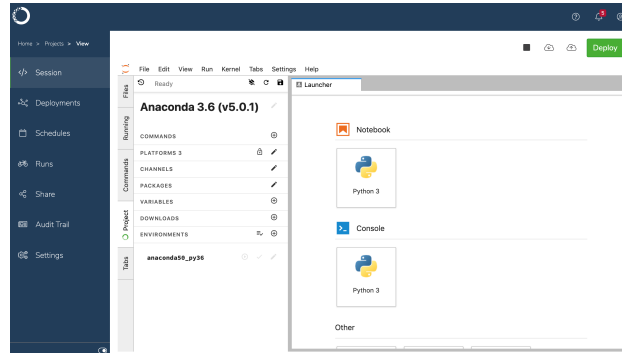 5
Home > Projects > View
Deploy
Session
Deployments
Schedules
Runs
Share
Audit Trail
Settings
File Edit View Run Kernel Tabs Settings Help
Files
Running
Commands
Project
Tabs
Ready
Anaconda 3.6 (v5.0.1)
COMMANDS
PLATFORMS 3
CHANNELS
PACKAGES
VARIABLES
DOWNLOADS
ENVIRONMENTS
anaconda50_py36
Launcher
Notebook
Python 3
Console
Python 3
Other